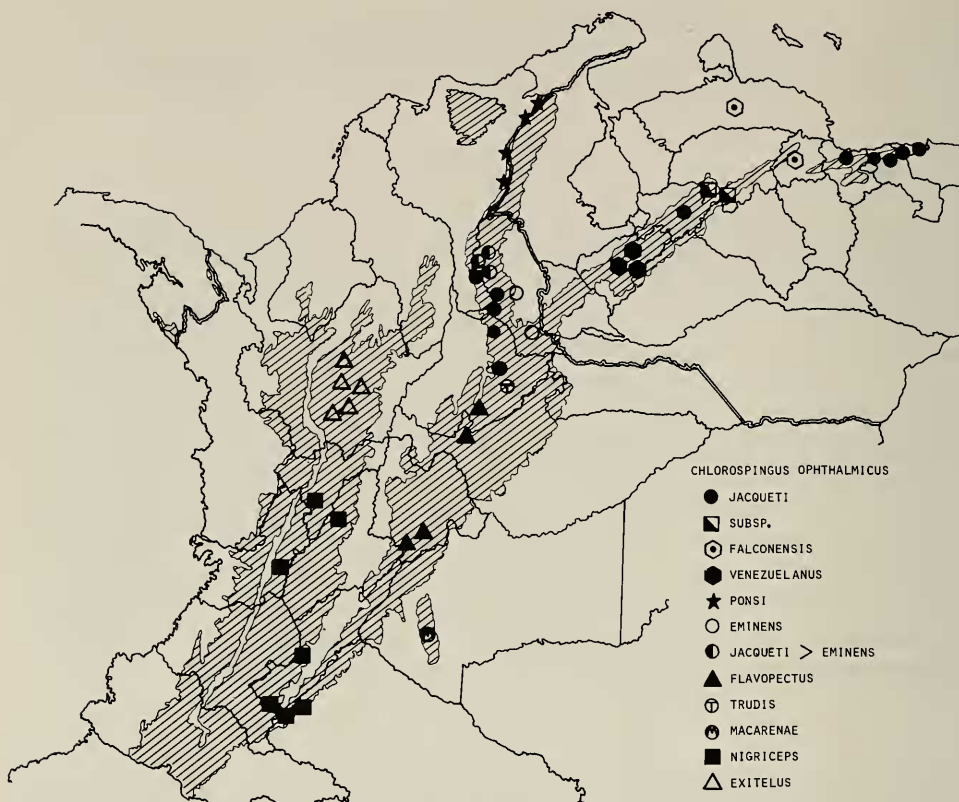 CHLOROSPINGUS OPHTHALMICUS
JACQUETI
SUBSP.
FALCONENSIS
VENEZUELANUS
PONSI
EMINENS
JACQUETI > EMINENS
FLAVOPECTUS
TRUDIS
MACARENAE
NIGRICEPS
EXITELUS